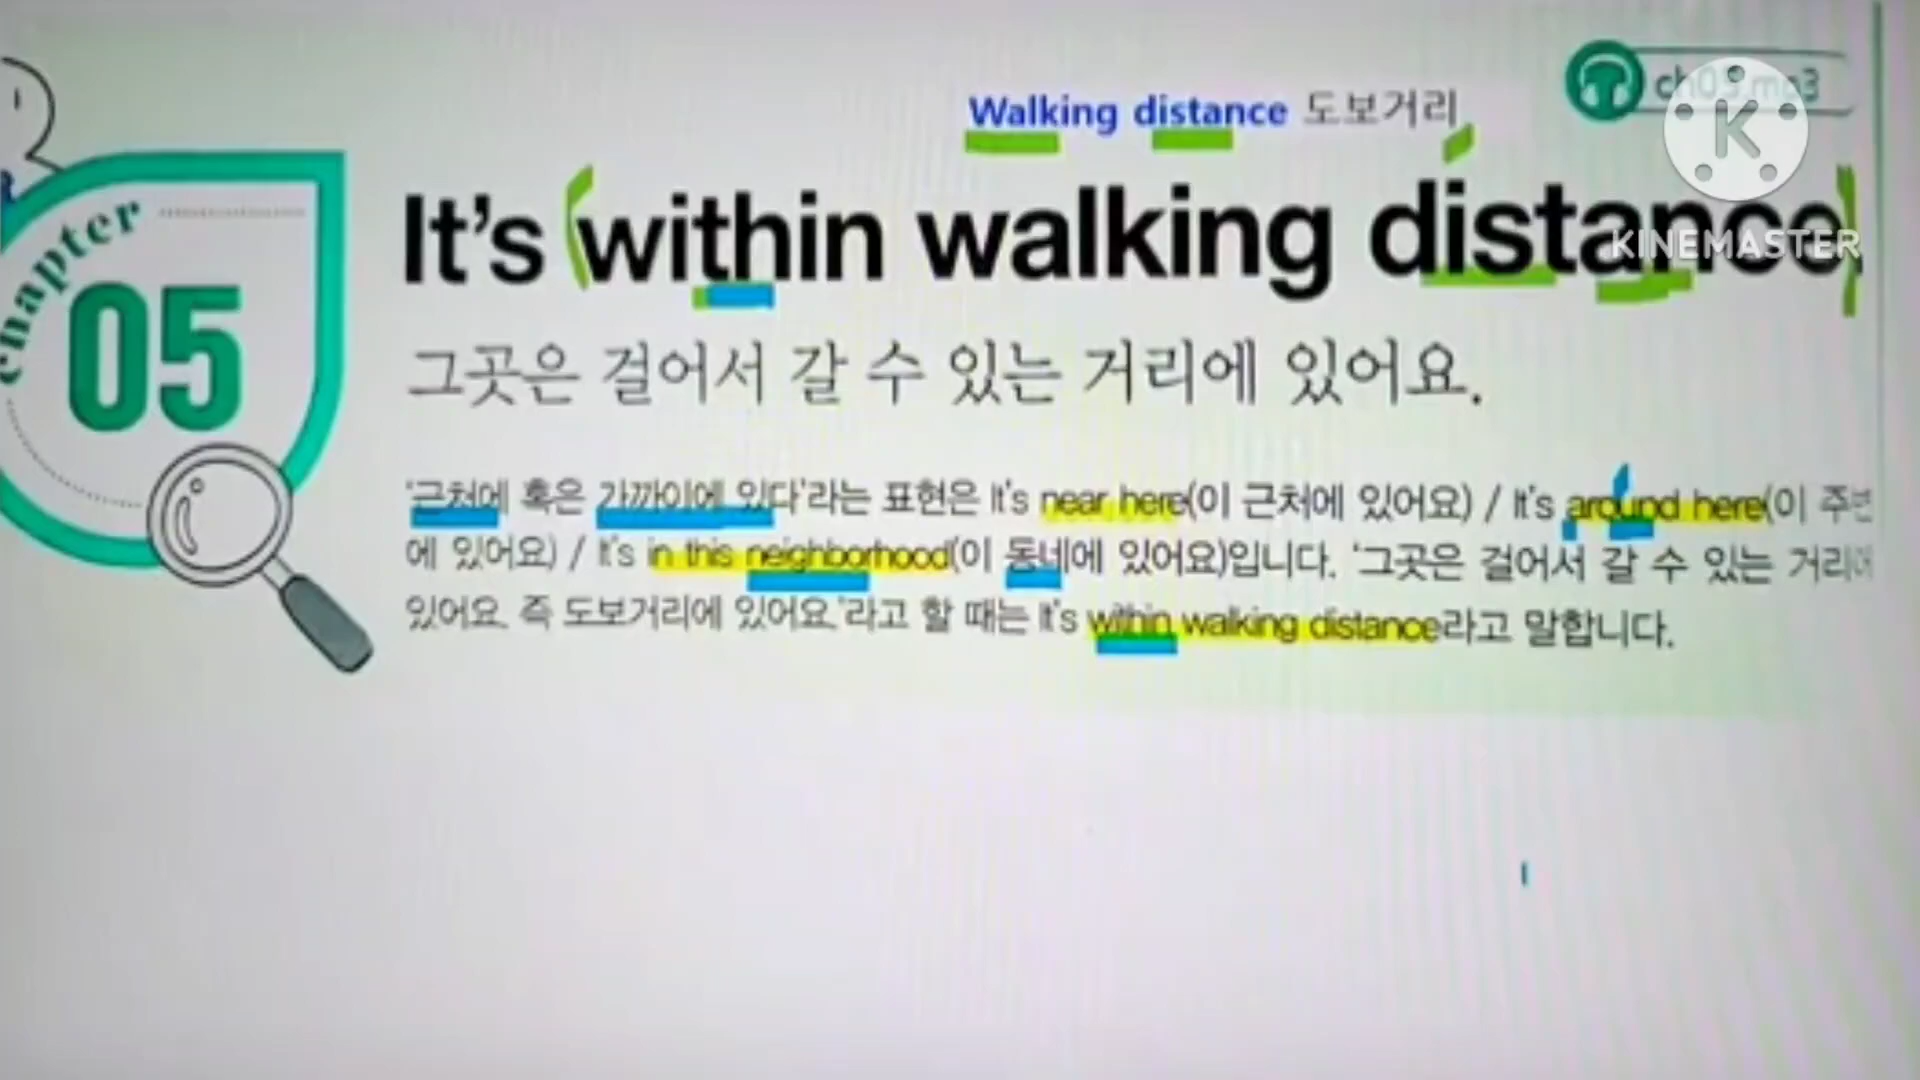 Walking distance 도보거리
KINEMASTER
chapter
05
It's within walking distance.
그곳은 걸어서 갈 수 있는 거리에 있어요.
'근처에 혹은 가까이에 있다'라는 표현은 It's near here(이 근처에 있어요) / It's around here(이 주변
에 있어요) / It's in this neighborhood(이 동네에 있어요)입니다. '그곳은 걸어서 갈 수 있는 거리에
있어요. 즉 도보거리에 있어요.'라고 할 때는 It's within walking distance라고 말합니다.